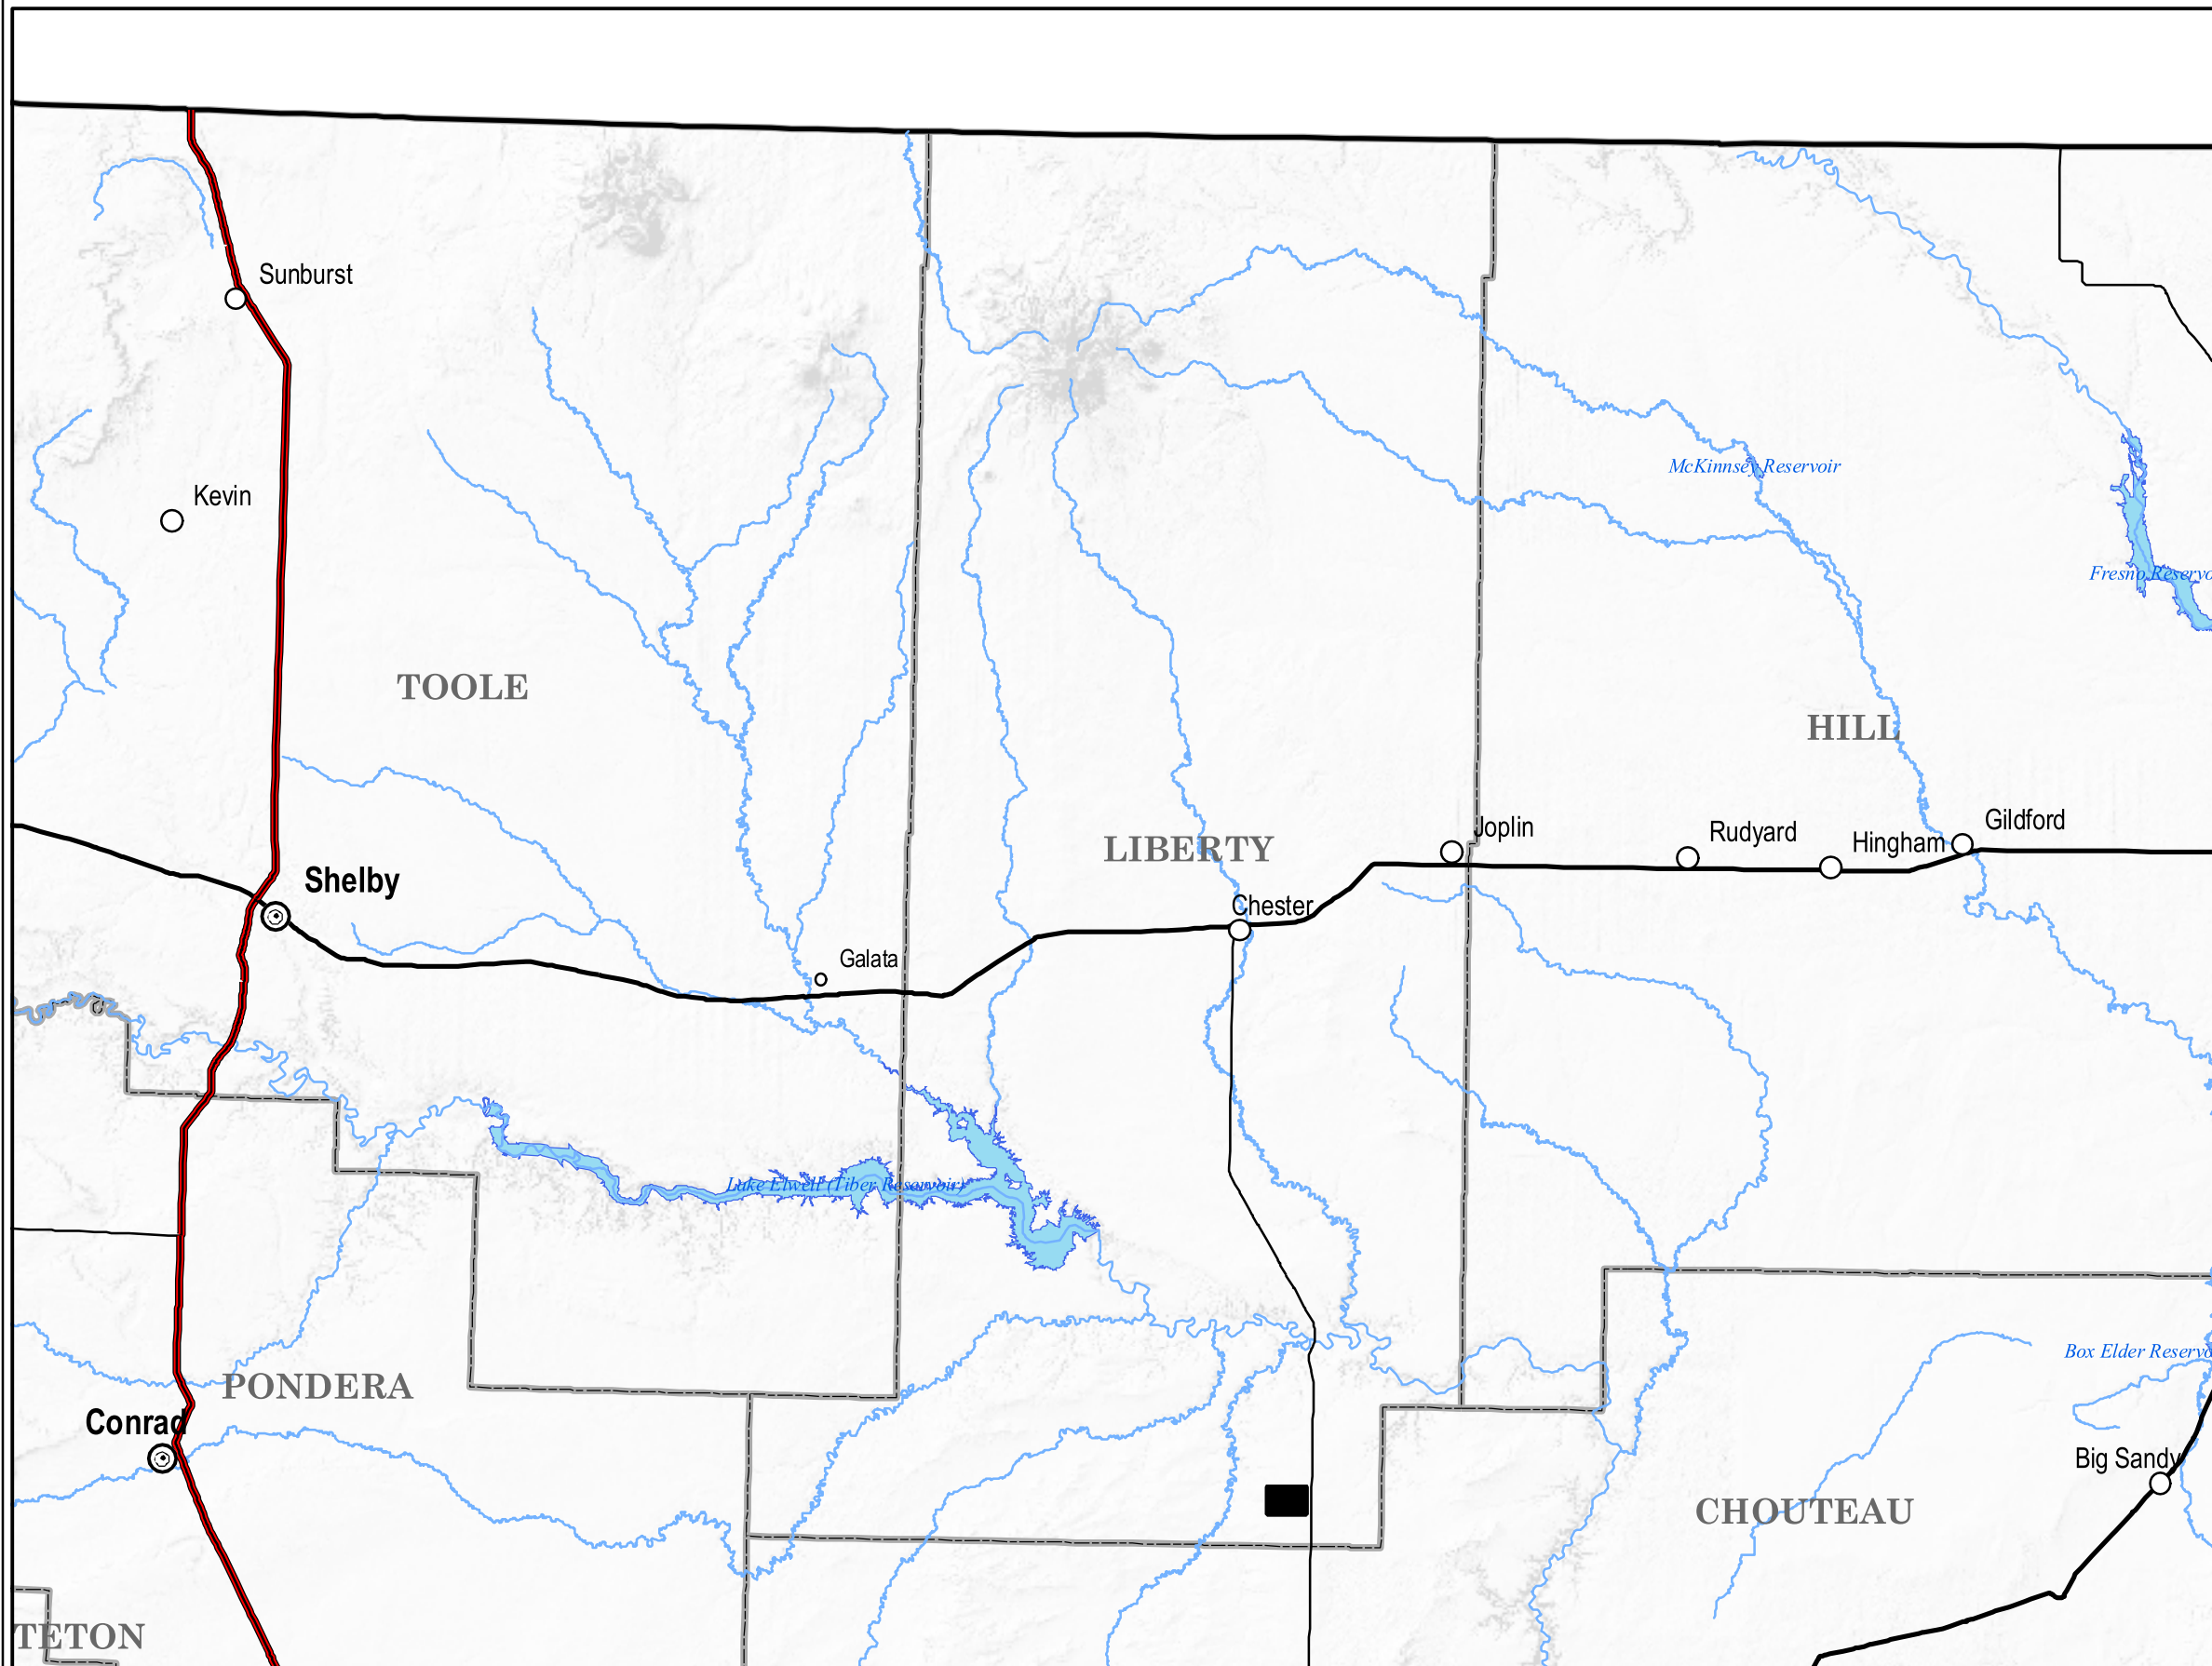 Sunburst
McKinnsey Reservoir
Kevin
Fresno Reservo
TOOLE
HILL
Joplin
Rudyard
Hingham
Gildford
LIBERTY
Shelby
Chester
Galata
Lake Elwell (Tiber Reservoir)
Box Elder Reservo
PONDERA
Conrad
Big Sandy
CHOUTEAU
TETON